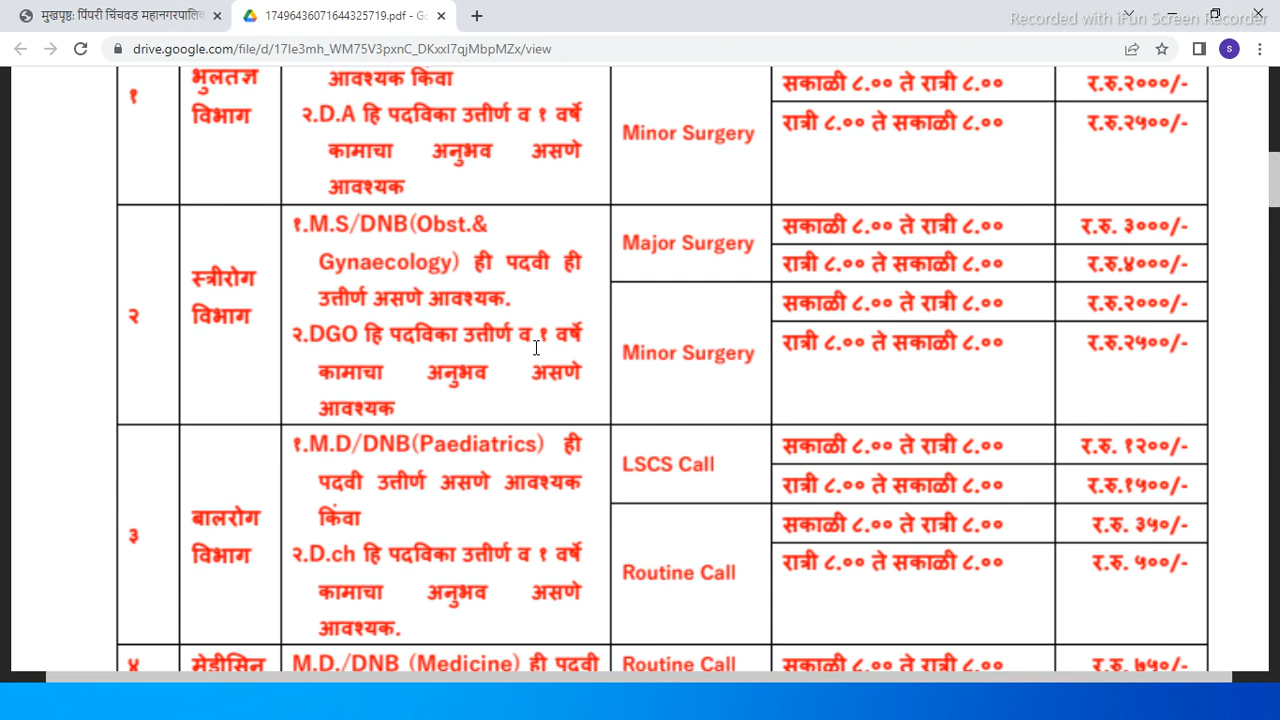 मुखपृष्ठ: पिंपरी चिंचवड महानगरपालि
17496436071644325719.pdf - Go
Recorded with iFun Screen Recorder
drive.google.com/file/d/17Ie3mh_WM75V3pxnC_DKxxI7qjMbpMZx/view
S
१
भुलतज्ञ
विभाग
आवश्यक किंवा
२.D.A हि पदविका उत्तीर्ण व १ वर्षे
कामाचा अनुभव असणे
आवश्यक
Minor Surgery
सकाळी ८.०० ते रात्री ८.०० र.रु.२०००/-
रात्री ८.०० ते सकाळी ८.०० र.रु.२५००/-
२
स्त्रीरोग
विभाग
१.M.S/DNB(Obst.&
Gynaecology) ही पदवी ही
उत्तीर्ण असणे आवश्यक.
२.DGO हि पदविका उत्तीर्ण व १ वर्षे
कामाचा अनुभव असणे
आवश्यक
Major Surgery
सकाळी ८.०० ते रात्री ८.०० र.रु. ३०००/-
रात्री ८.०० ते सकाळी ८.०० र.रु.४०००/-
Minor Surgery
सकाळी ८.०० ते रात्री ८.०० र.रु.२०००/-
रात्री ८.०० ते सकाळी ८.०० र.रु.२५००/-
३
बालरोग
विभाग
१.M.D/DNB(Paediatrics) ही
पदवी उत्तीर्ण असणे आवश्यक
किंवा
२.D.ch हि पदविका उत्तीर्ण व १ वर्षे
कामाचा अनुभव असणे
आवश्यक.
LSCS Call
सकाळी ८.०० ते रात्री ८.०० र.रु. १२००/-
रात्री ८.०० ते सकाळी ८.०० र.रु.१५००/-
Routine Call
सकाळी ८.०० ते रात्री ८.०० र.रु. ३५०/-
रात्री ८.०० ते सकाळी ८.०० र.रु. ५००/-
४ मेडीसिन M.D./DNB (Medicine) ही पदवी Routine Call सकाळी ८.०० ते रात्री ८.०० र.रु. ७५०/-